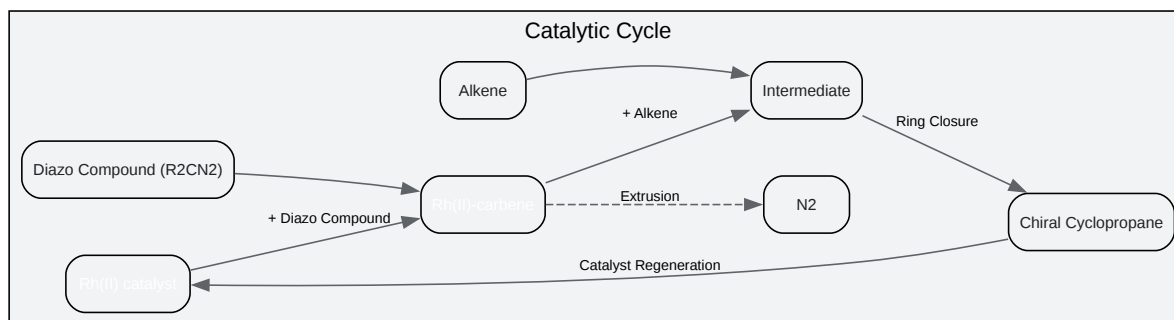 Catalytic Cycle
Alkene
Intermediate
+ Alkene
Ring Closure
Diazo Compound (R2CN2)
Rh(II)-carbene
Extrusion
N2
+ Diazo Compound
Chiral Cyclopropane
Rh(II) catalyst
Catalyst Regeneration